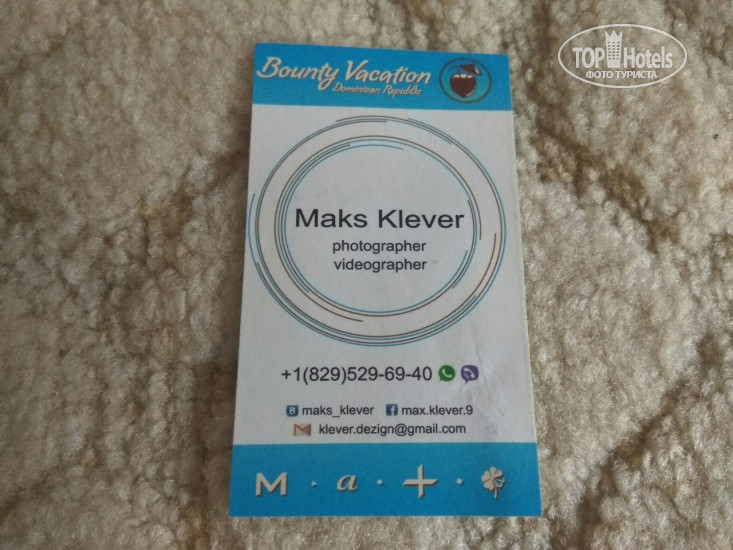 TOP Hotels
ФОТО ТУРИСТА
Bounty Vacation
Dominican Republic
Maks Klever
photographer
videographer
+1(829)529-69-40
maks_klever max.klever.9
klever.dezign@gmail.com
M · a · + ·